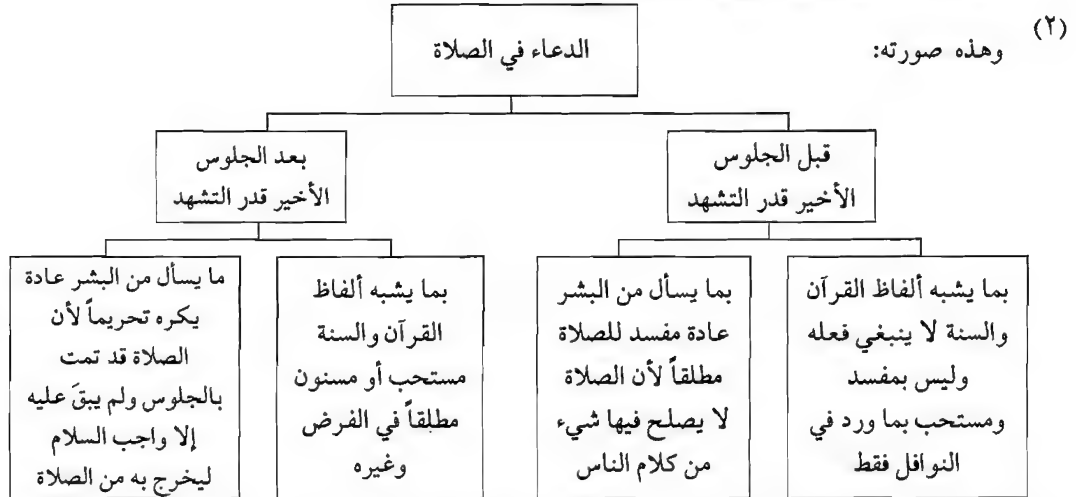 (٢)
وهذه صورته:
الدعاء في الصلاة
قبل الجلوس
الأخير قدر التشهد
بعد الجلوس
الأخير قدر التشهد
بما يشبه ألفاظ القرآن
والسنة لا ينبغي فعله
وليس بمفسد
ومستحب بما ورد في
النوافل فقط
بما يسأل من البشر
عادة مفسد للصلاة
مطلقاً لأن الصلاة
لا يصلح فيها شيء
من كلام الناس
بما يشبه ألفاظ
القرآن والسنة
مستحب أو مسنون
مطلقاً في الفرض
وغيره
ما يسأل من البشر عادة
يكره تحريماً لأن
الصلاة قد تمت
بالجلوس ولم يبقَ عليه
إلا واجب السلام
ليخرج به من الصلاة